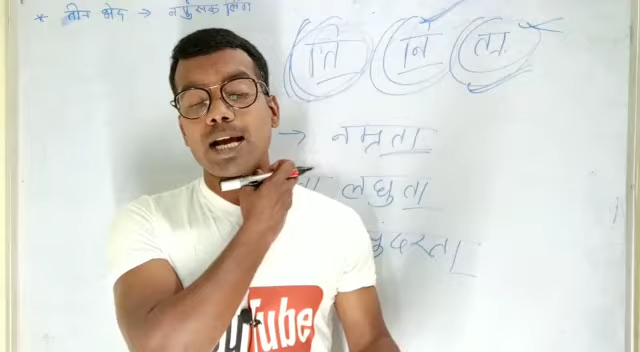 * तीन भेद → नपुंसक लिंग
ति नि ता
→ नम्रता
ता लघुता
सुंदरता
YouTube